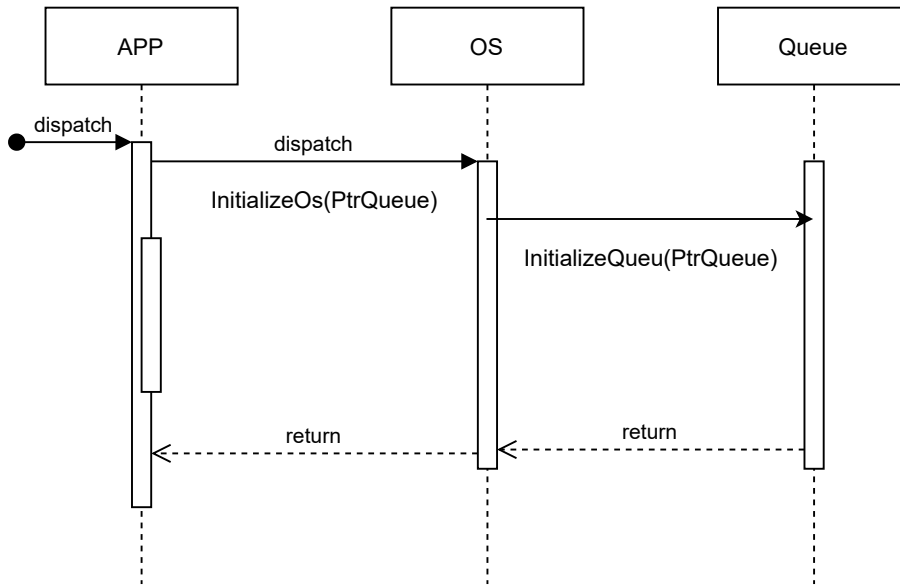 APP
OS
Queue
dispatch
dispatch
InitializeOs(PtrQueue)
InitializeQueu(PtrQueue)
return
return